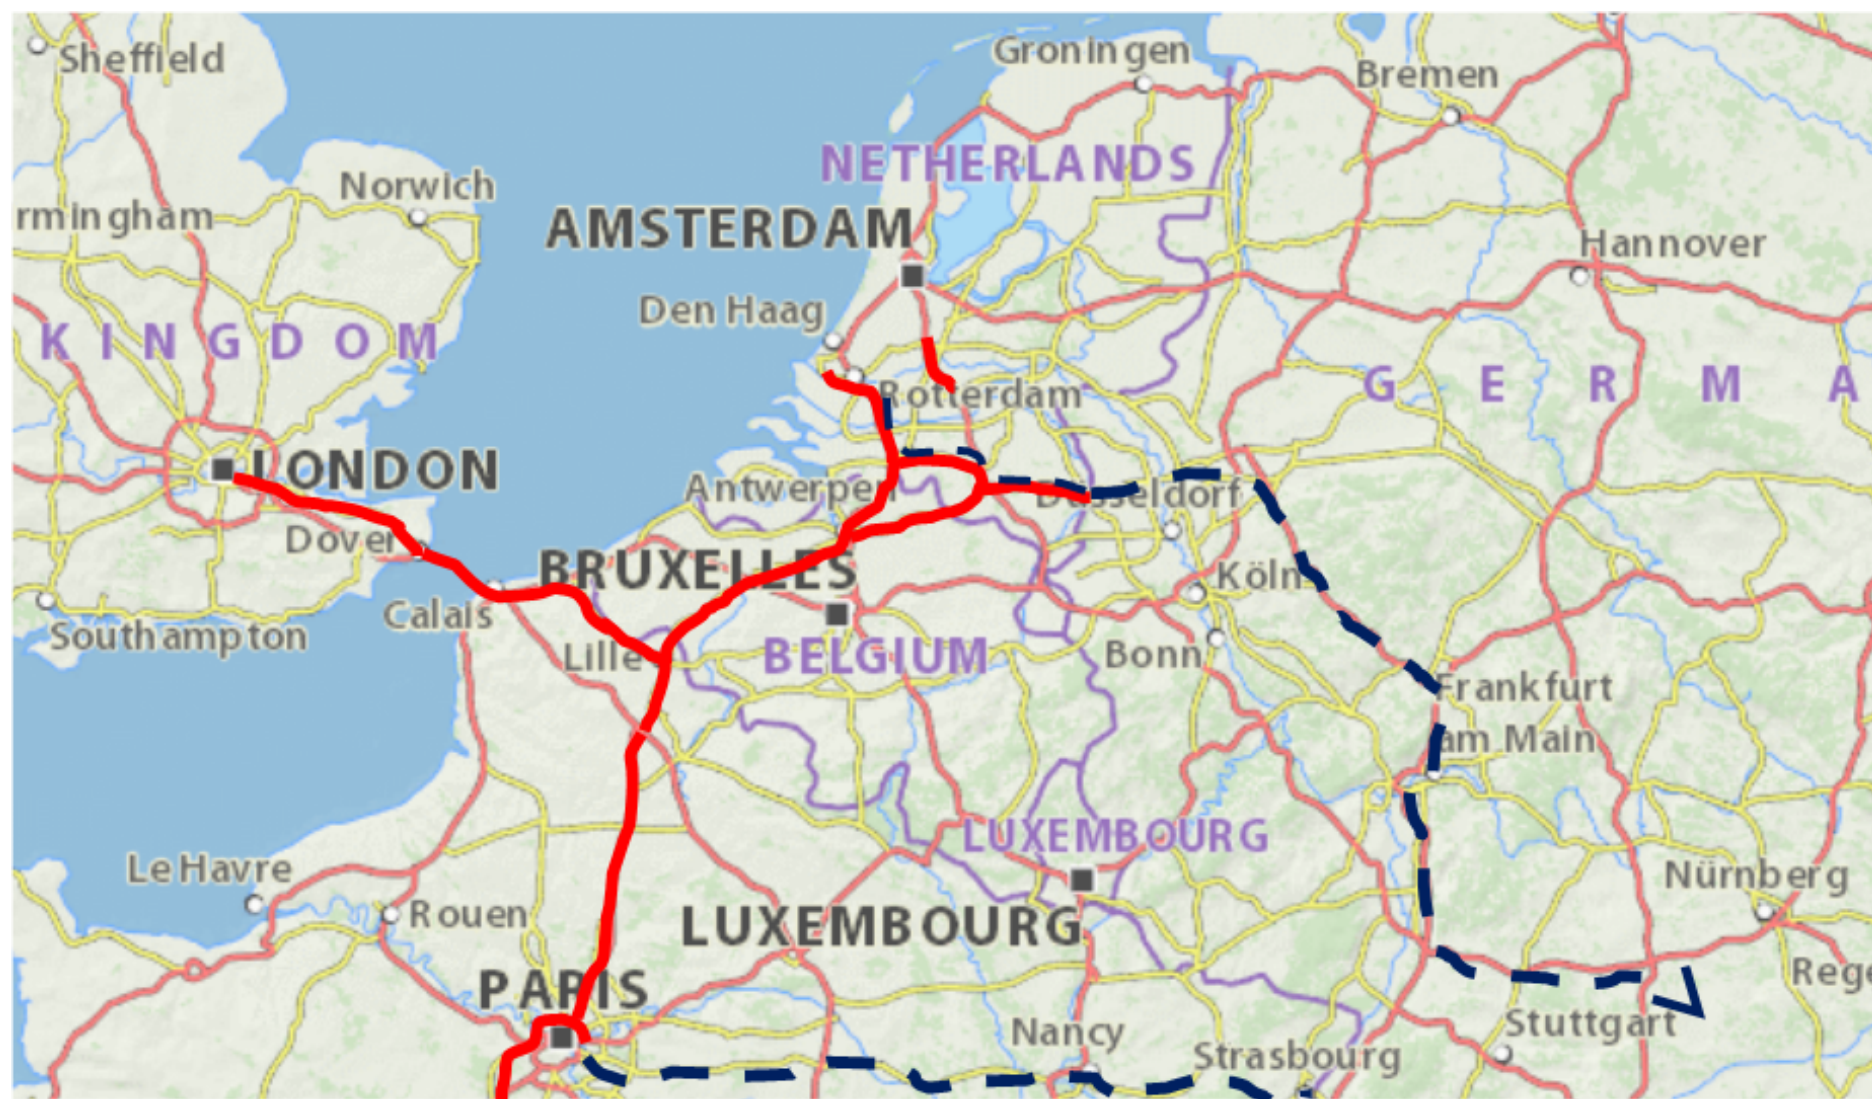 Groningen
Sheffield
Bremen
NETHERLANDS
Norwich
rmingham
AMSTERDAM
Hannover
Den Haag
KINGDOM
GERMA
Rotterdam
LONDON
Antwerpen
Düsseldorf
Dover
BRUXELLES
Köln
Calais
Southampton
Lille
BELGIUM
Bonn
Frankfurt
am Main
LUXEMBOURG
Le Havre
Nürnberg
Rouen
LUXEMBOURG
Rege
PARIS
Stuttgart
Nancy
Strasbourg